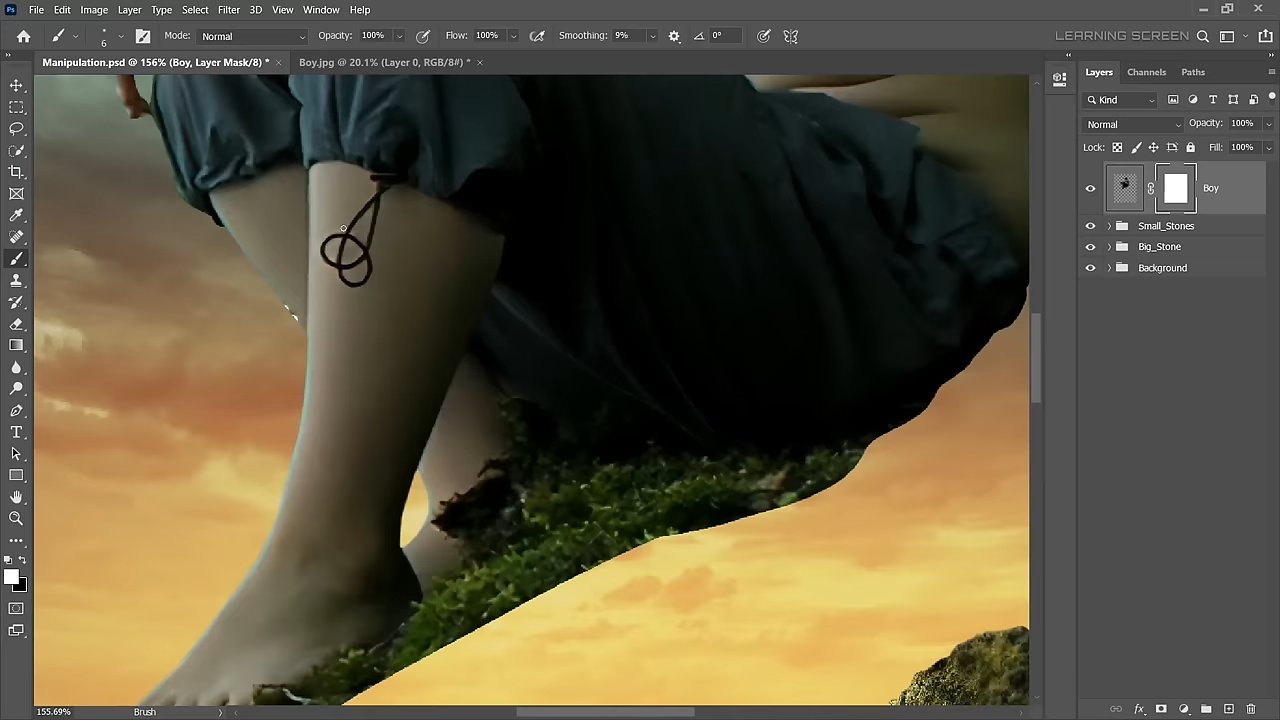 Ps File Edit Image Layer Type Select Filter 3D View Window Help
6 Mode: Normal Opacity: 100% Flow: 100% Smoothing: 9% 0° LEARNING SCREEN
Manipulation.psd @ 156% (Boy, Layer Mask/8) * × Boy.jpg @ 20.1% (Layer 0, RGB/8#) * ×
Layers Channels Paths
Kind
Normal Opacity: 100%
Lock: Fill: 100%
Boy
Small_Stones
Big_Stone
Background
155.69% Brush